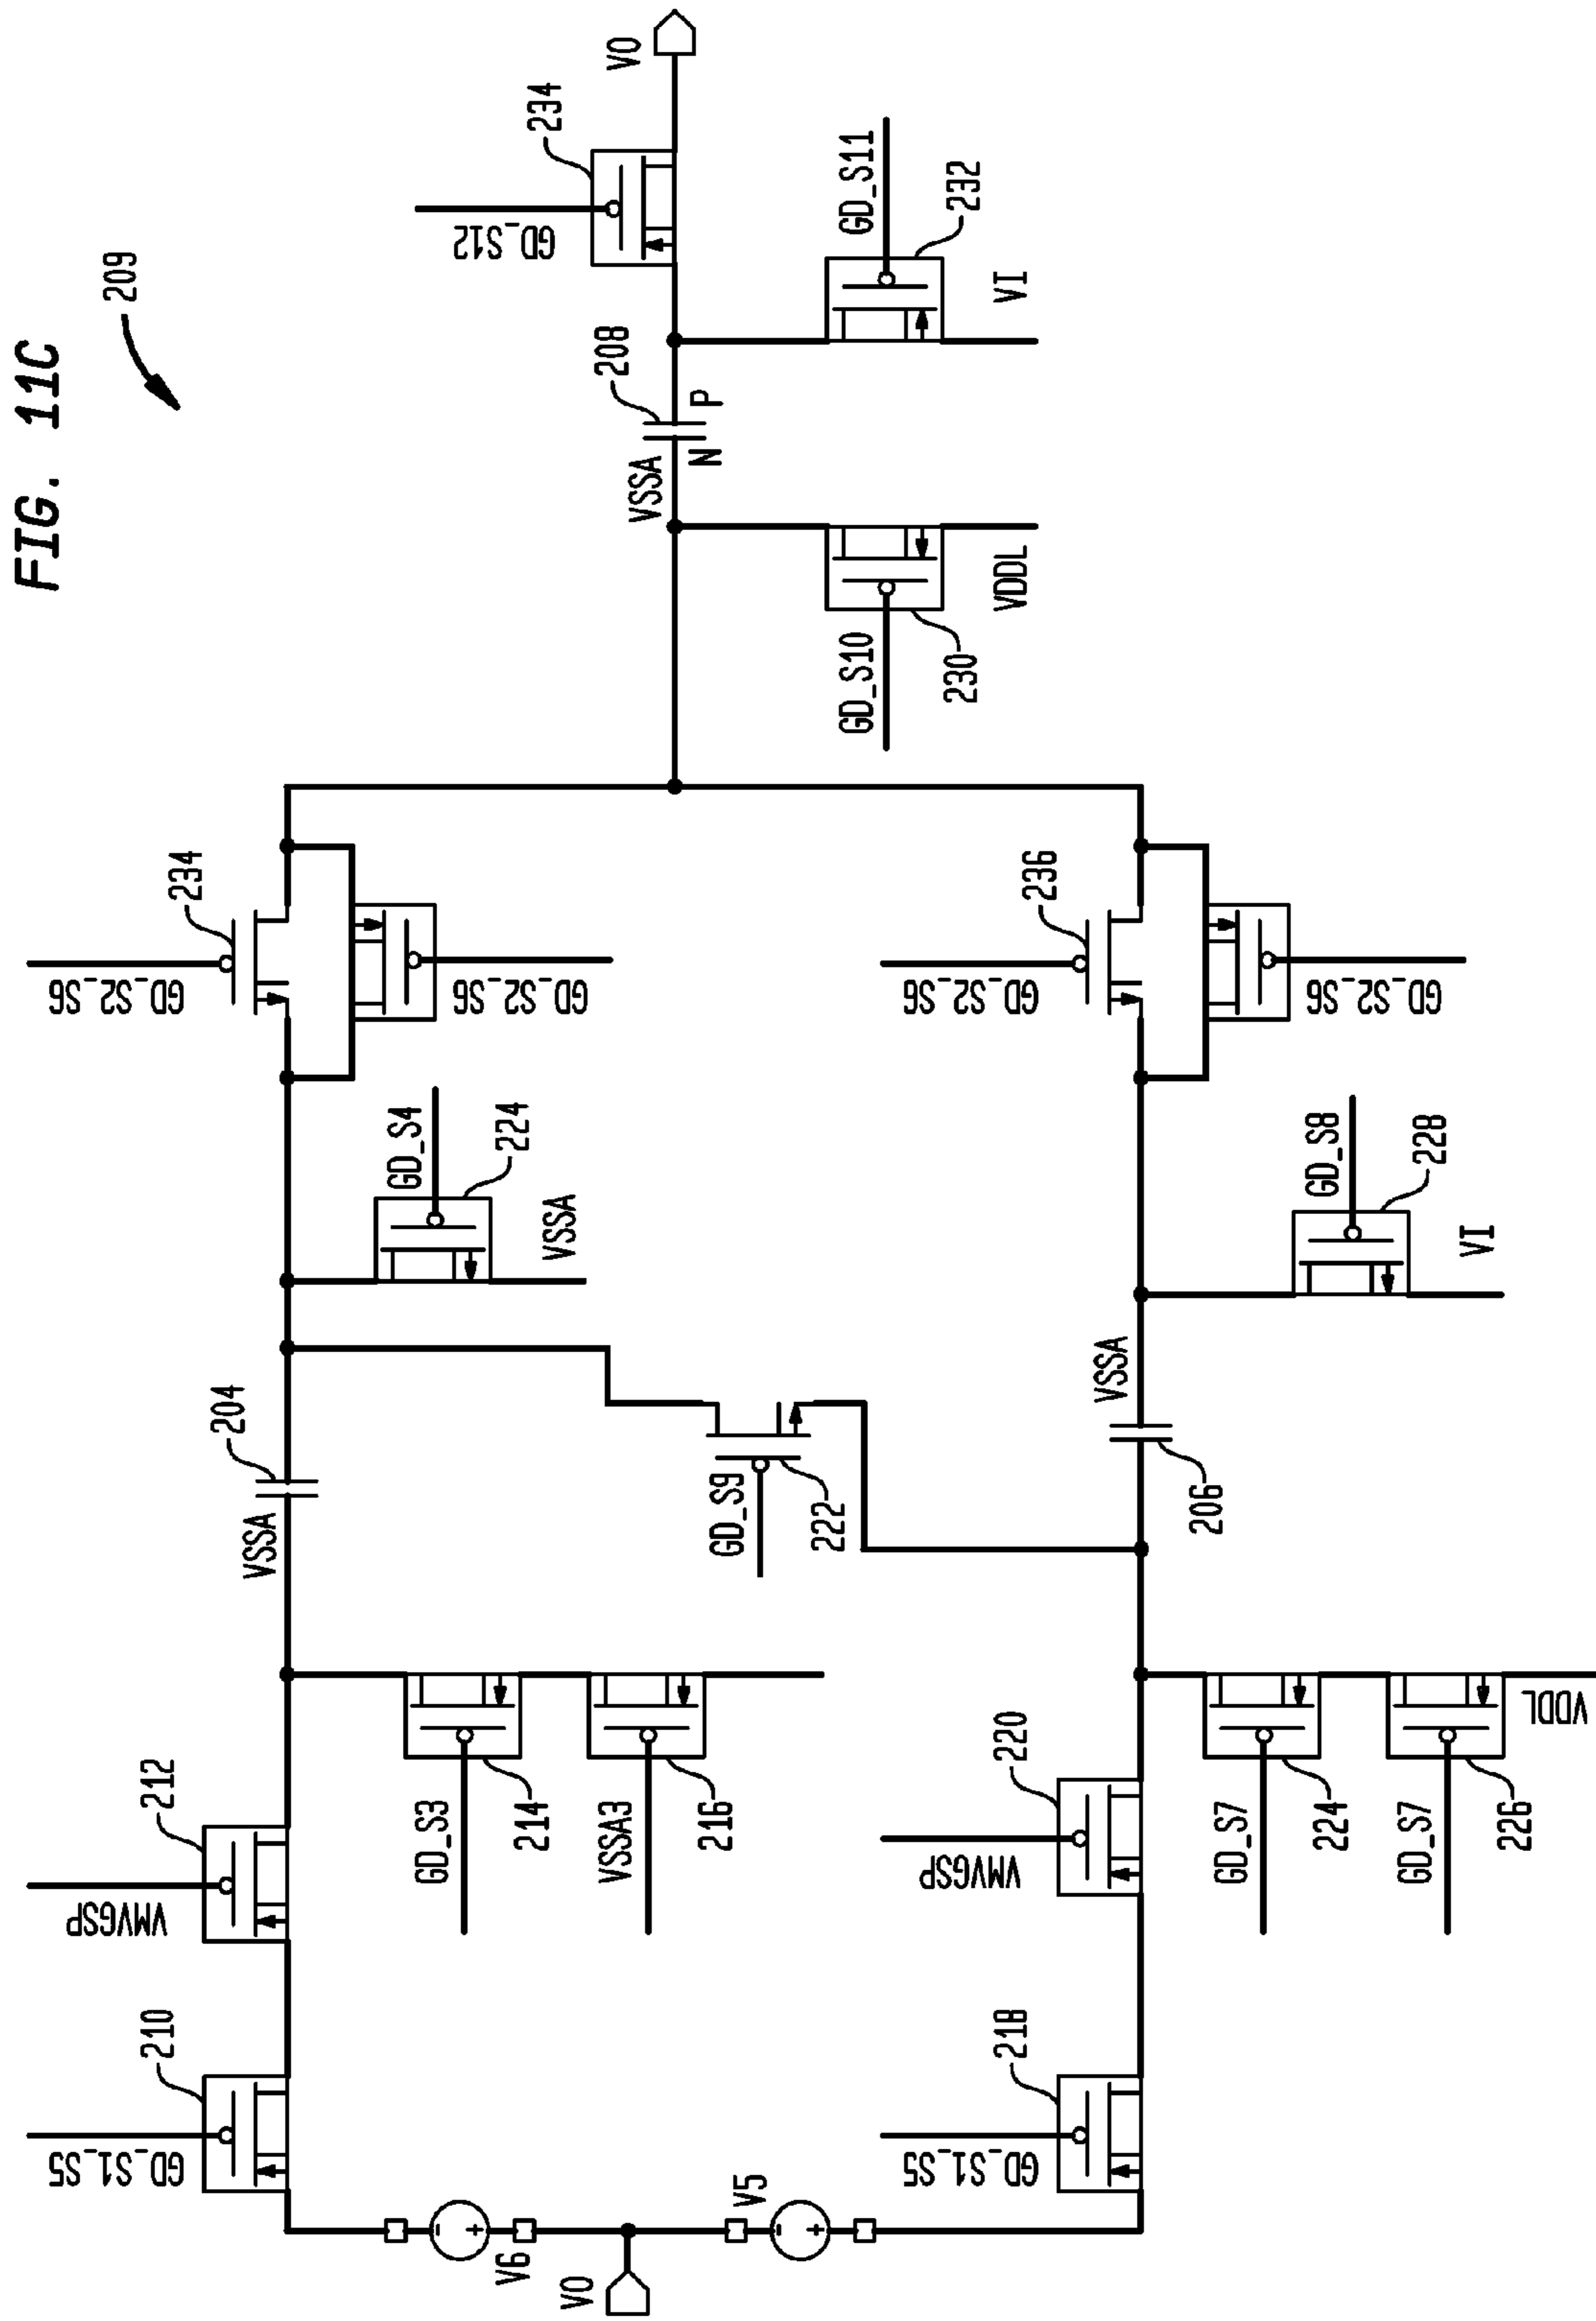 FIG. 11C
209
VO
234
GD_S12
GD_S11
232
VI
208
P
N
VSSA
GD_S10
230
VDDL
234
GD_S2_S6
GD_S2_S6
236
GD_S2_S6
GD_S2_S6
GD_S4
224
VSSA
GD_S8
228
VI
204
VSSA
GD_S9
222
VSSA
206
212
VMVGSP
GD_S3
214
VSSA3
216
220
VMVGSP
GD_S7
224
GD_S7
226
VDDL
210
GD_S1_S5
218
GD_S1_S5
V5
-
+
V6
-
+
VO